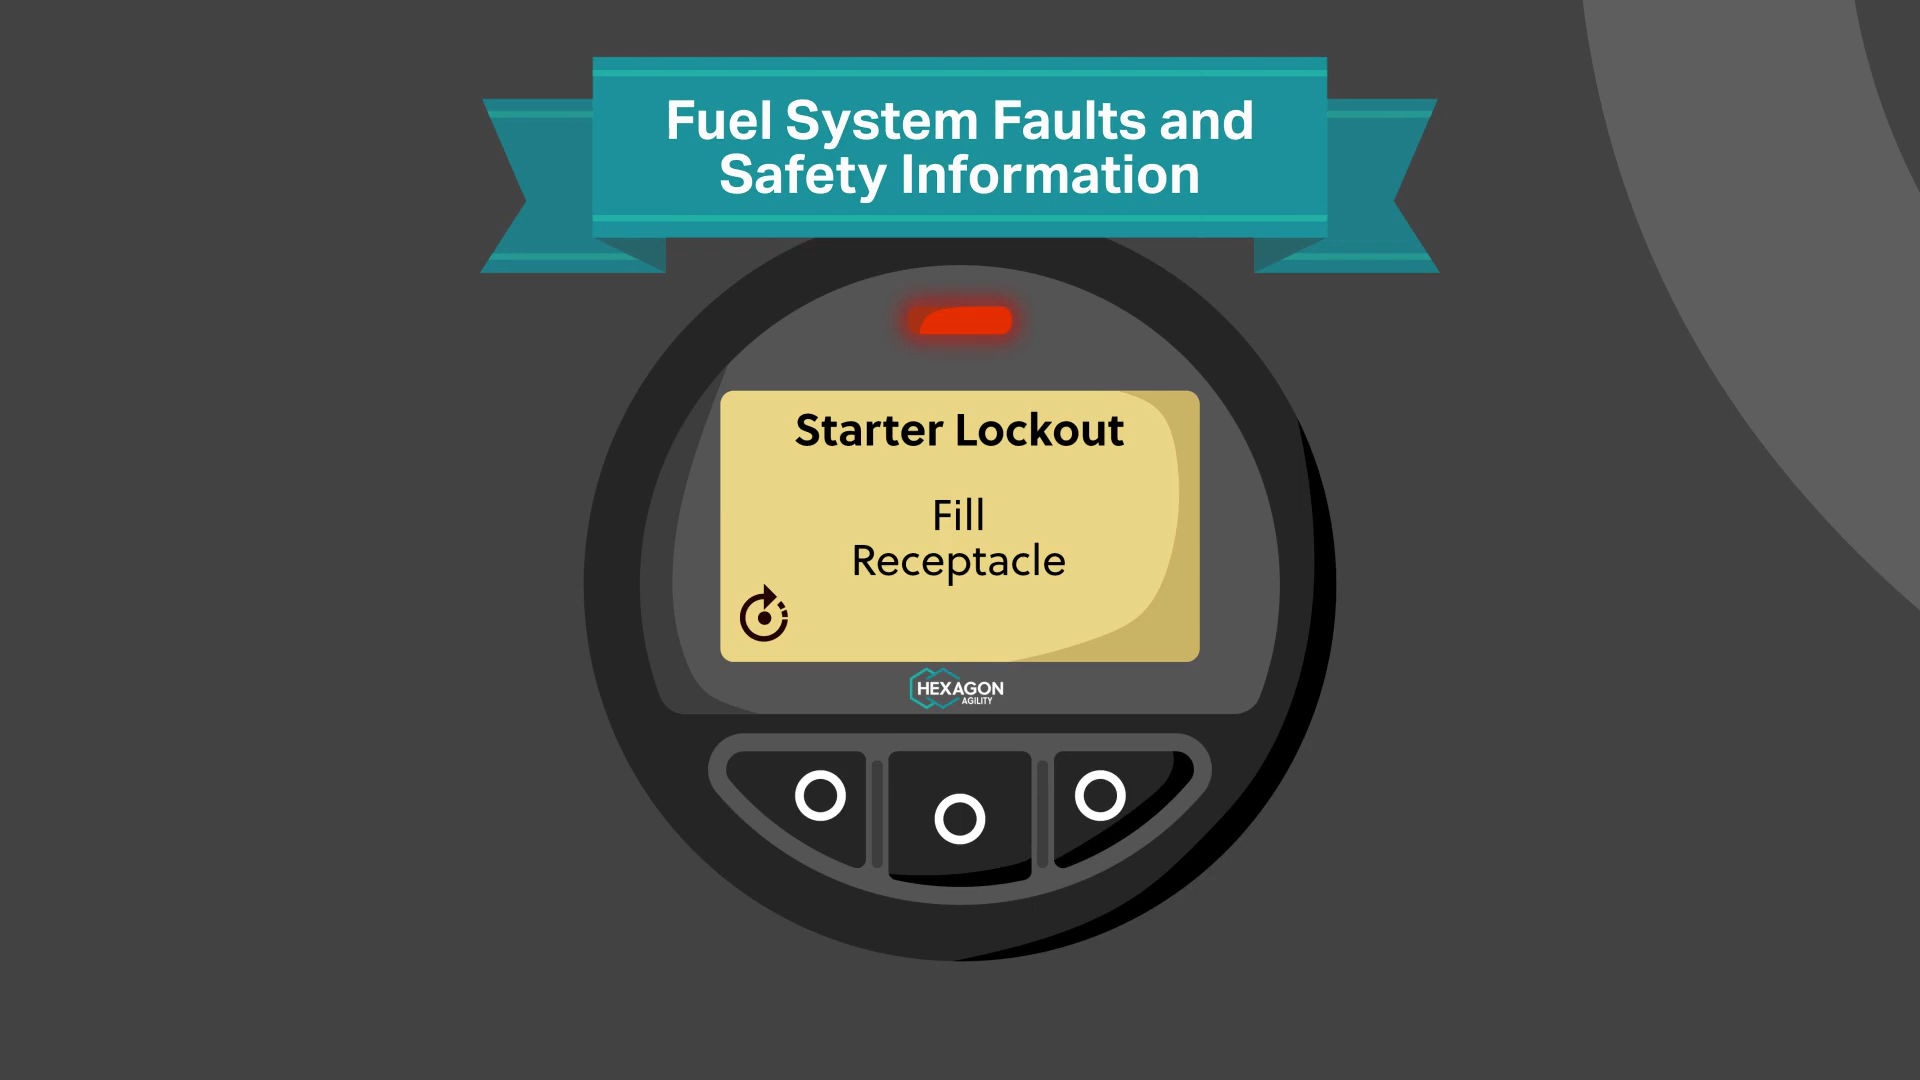 Fuel System Faults and
Safety Information
Starter Lockout
Fill
Receptacle
HEXAGON
AGILITY